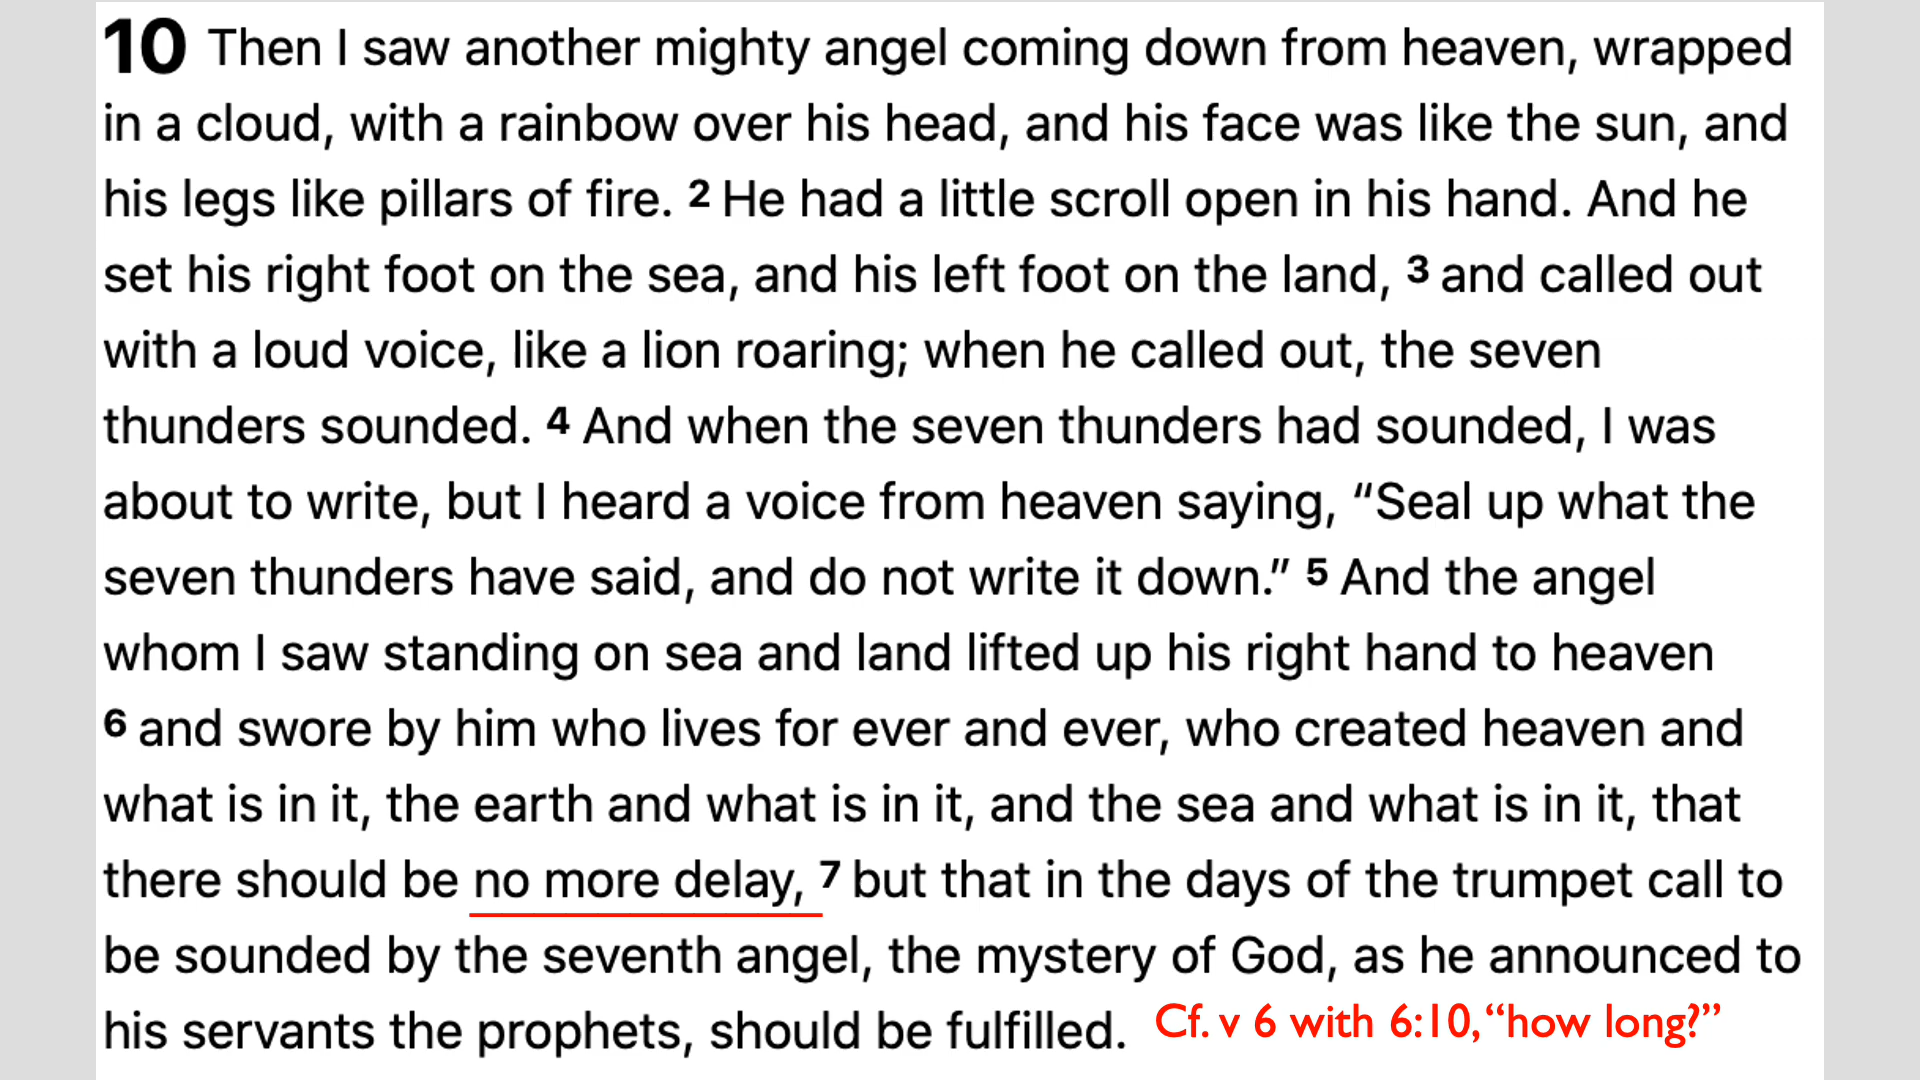 10 Then I saw another mighty angel coming down from heaven, wrapped
in a cloud, with a rainbow over his head, and his face was like the sun, and
his legs like pillars of fire. 2 He had a little scroll open in his hand. And he
set his right foot on the sea, and his left foot on the land, 3 and called out
with a loud voice, like a lion roaring; when he called out, the seven
thunders sounded. 4 And when the seven thunders had sounded, I was
about to write, but I heard a voice from heaven saying, “Seal up what the
seven thunders have said, and do not write it down.” 5 And the angel
whom I saw standing on sea and land lifted up his right hand to heaven
6 and swore by him who lives for ever and ever, who created heaven and
what is in it, the earth and what is in it, and the sea and what is in it, that
there should be no more delay, 7 but that in the days of the trumpet call to
be sounded by the seventh angel, the mystery of God, as he announced to
his servants the prophets, should be fulfilled. Cf. v 6 with 6:10, “how long?”